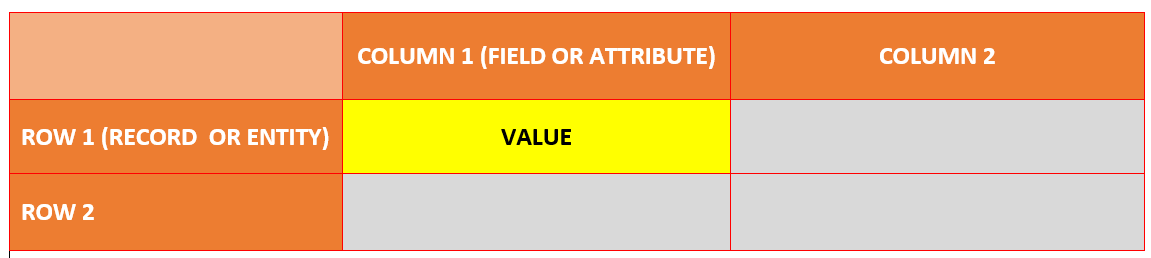 COLUMN 1 (FIELD OR ATTRIBUTE)
COLUMN 2
ROW 1 (RECORD  OR ENTITY)
VALUE
ROW 2